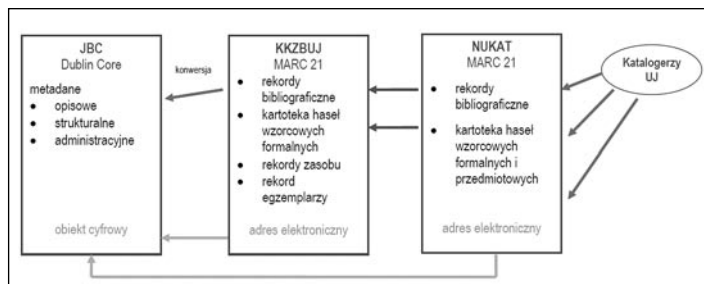 JBC
Dublin Core
metadane
● opisowe
● strukturalne
● administracyjne
obiekt cyfrowy
konwersja
KKZBUJ
MARC 21
● rekordy
bibliograficzne
● kartoteka haseł
wzorcowych
formalnych
● rekordy zasobu
● rekord
egzemplarzy
adres elektroniczny
NUKAT
MARC 21
● rekordy
bibliograficzne
● kartoteka haseł
wzorcowych
formalnych i
przedmiotowych
adres elektroniczny
Katalogerzy
UJ